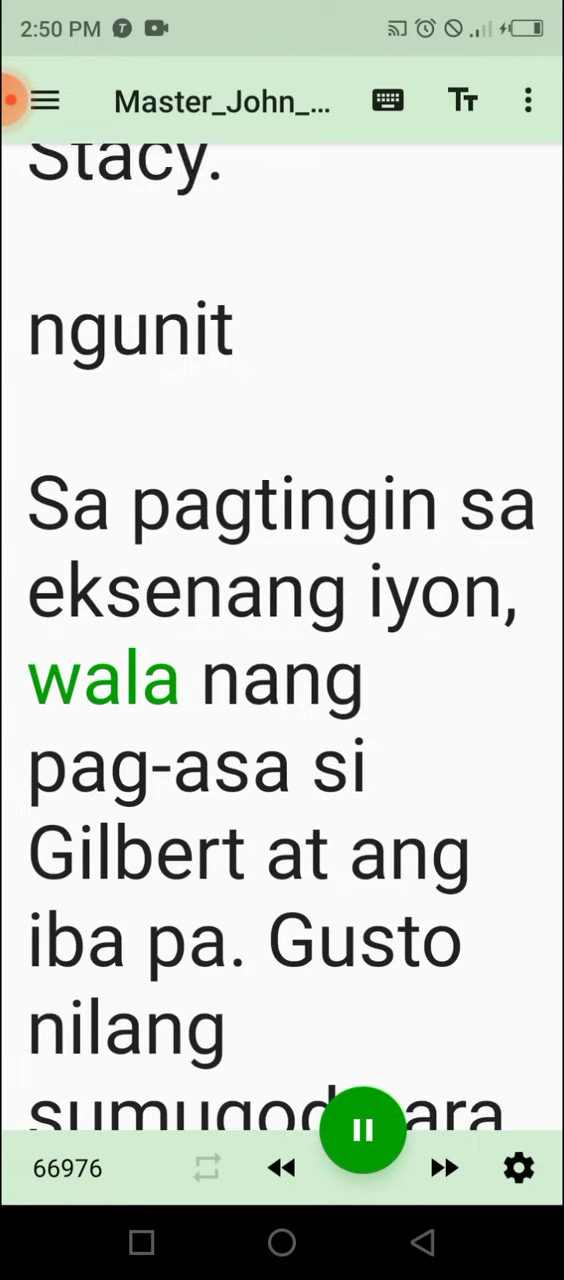 2:50 PM
Master_John_...
Stacy.
ngunit
Sa pagtingin sa
eksenang iyon,
wala nang
pag-asa si
Gilbert at ang
iba pa. Gusto
nilang
66976